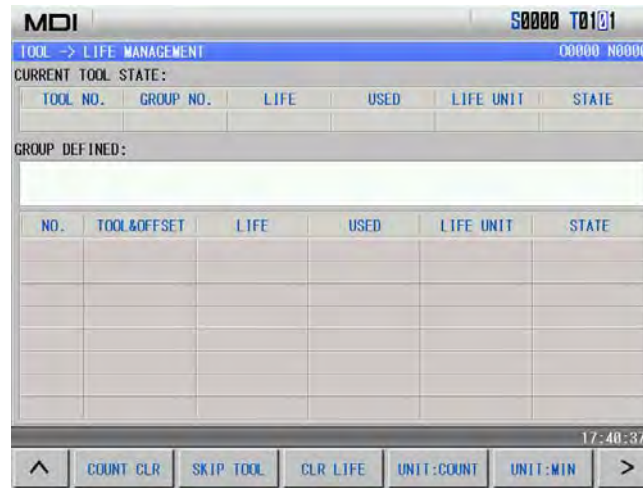 MDI S0000 T0101
TOOL -> LIFE MANAGEMENT O0000 N0000
CURRENT TOOL STATE:
TOOL NO. GROUP NO. LIFE USED LIFE UNIT STATE
GROUP DEFINED:
NO. TOOL&OFFSET LIFE USED LIFE UNIT STATE
17:40:37
^ COUNT CLR SKIP TOOL CLR LIFE UNIT:COUNT UNIT:MIN >